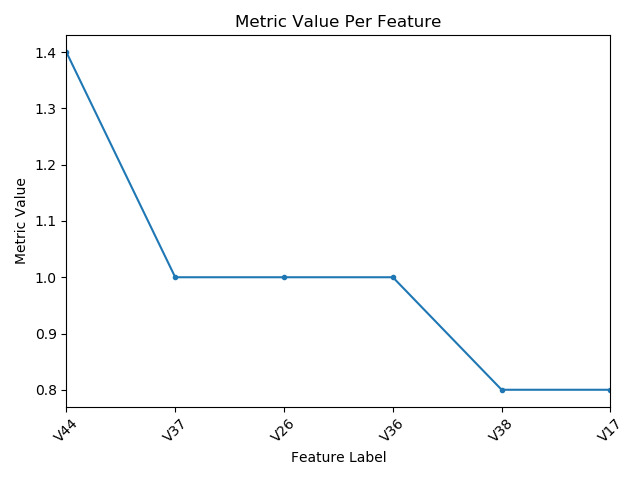 Metric Value Per Feature
Metric Value
1.4
1.3
1.2
1.1
1.0
0.9
0.8
V44
V37
V26
V36
V38
V17
Feature Label